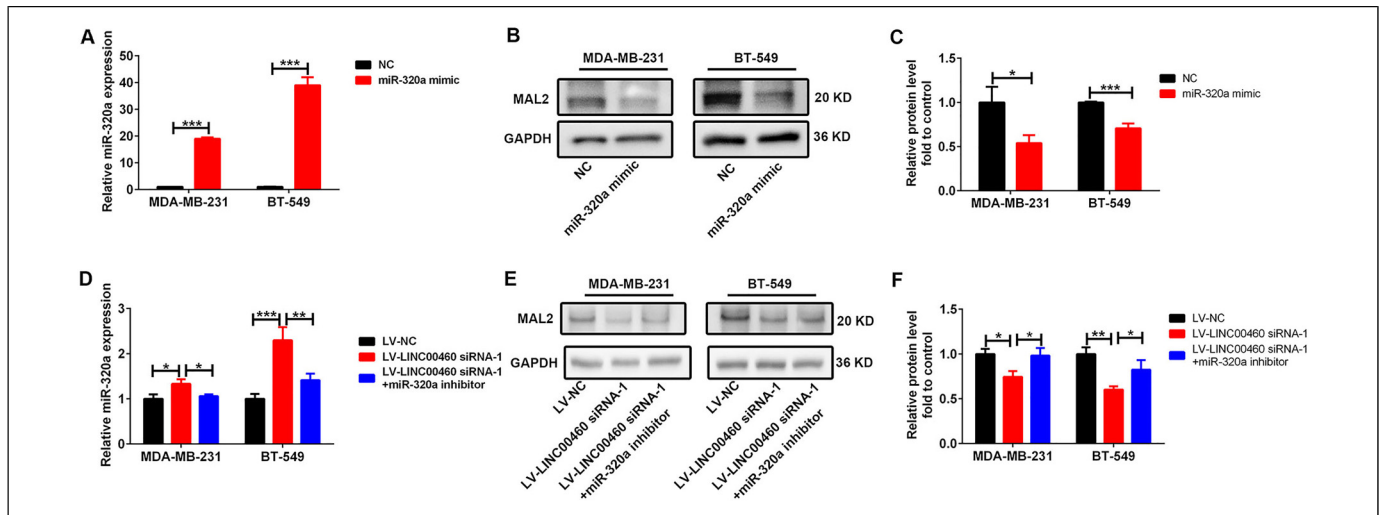 A
Relative miR-320a expression
50
40
30
20
10
0
***
***
MDA-MB-231
BT-549
NC
miR-320a mimic
B
MDA-MB-231
BT-549
MAL2
20 KD
GAPDH
36 KD
NC
miR-320a mimic
NC
miR-320a mimic
C
Relative protein level
fold to control
1.5
1.0
0.5
0.0
*
***
MDA-MB-231
BT-549
NC
miR-320a mimic
D
Relative miR-320a expression
3
2
1
0
*
*
***
**
MDA-MB-231
BT-549
LV-NC
LV-LINC00460 siRNA-1
LV-LINC00460 siRNA-1
+miR-320a inhibitor
E
MDA-MB-231
BT-549
MAL2
20 KD
GAPDH
36 KD
LV-NC
LV-LINC00460 siRNA-1
LV-LINC00460 siRNA-1
+miR-320a inhibitor
LV-NC
LV-LINC00460 siRNA-1
LV-LINC00460 siRNA-1
+miR-320a inhibitor
F
Relative protein level
fold to control
1.5
1.0
0.5
0.0
*
*
**
*
MDA-MB-231
BT-549
LV-NC
LV-LINC00460 siRNA-1
LV-LINC00460 siRNA-1
+miR-320a inhibitor